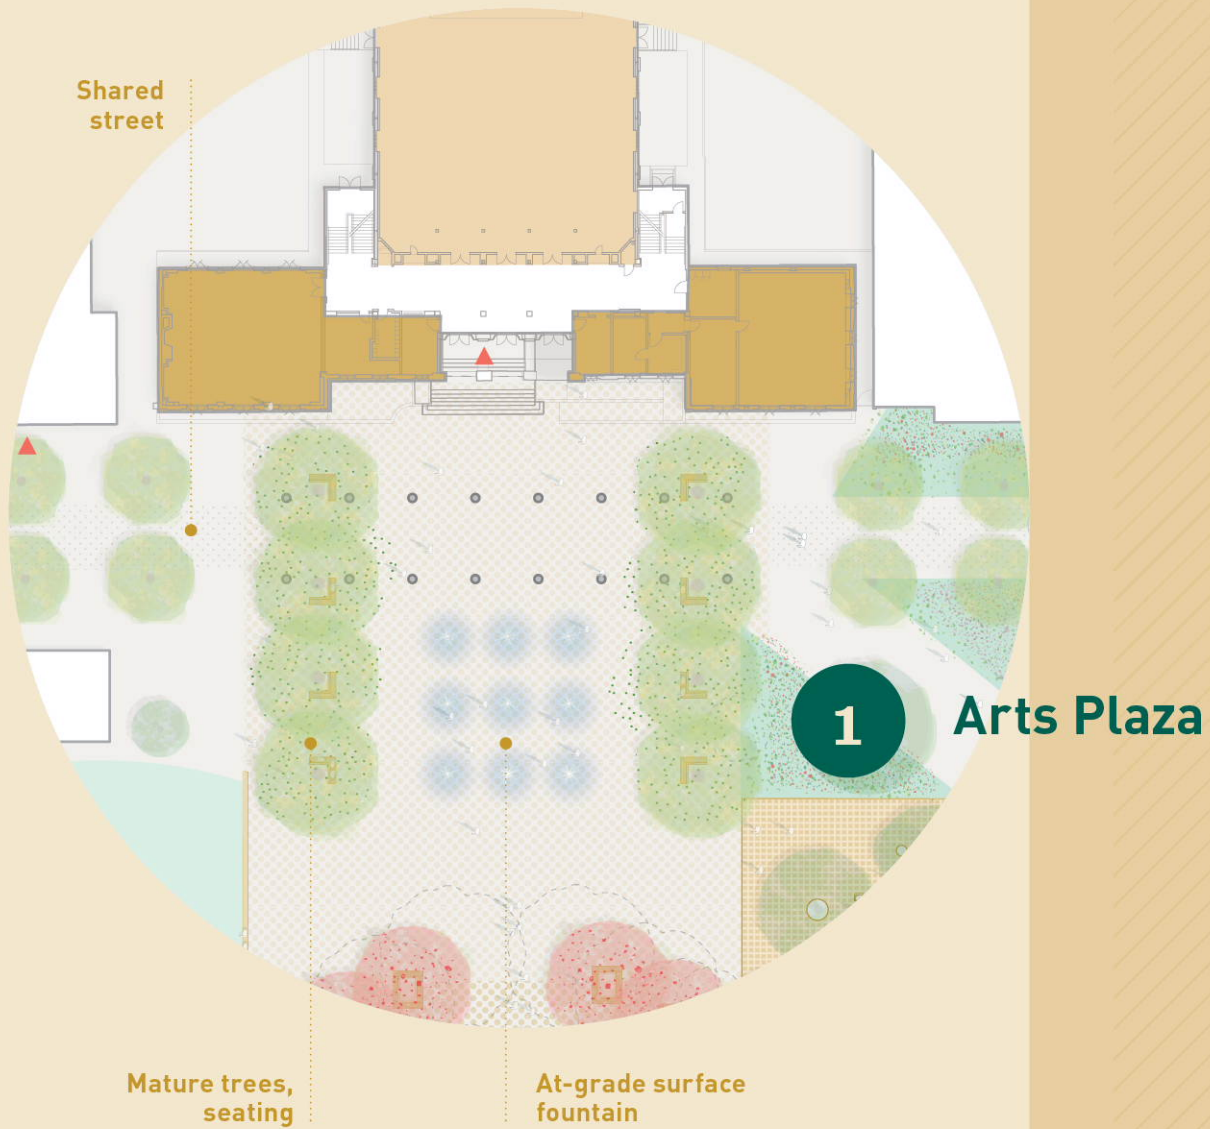 Shared
street
1
Arts Plaza
Mature trees,
seating
At-grade surface
fountain